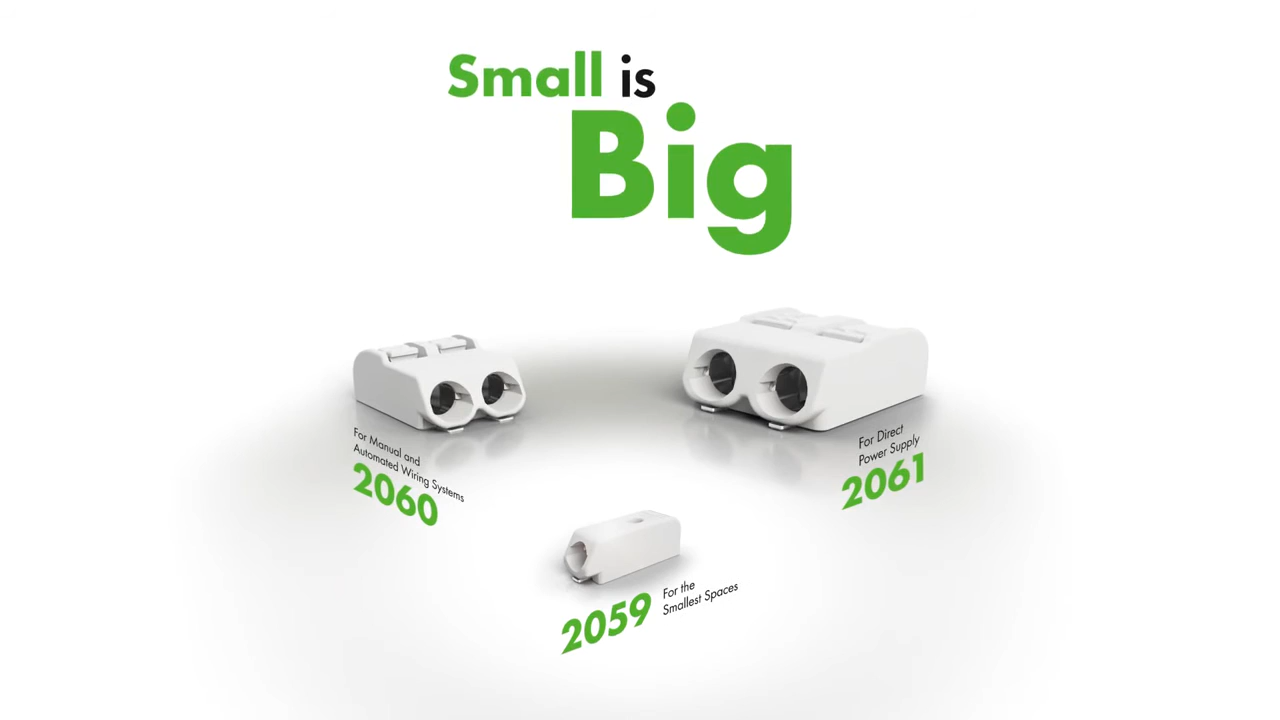 Small is
Big
For Manual and
Automated Wiring Systems
2060
For Direct
Power Supply
2061
2059
For the
Smallest Spaces